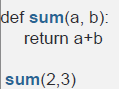 def sum(a, b):
    return a+b
sum(2,3)